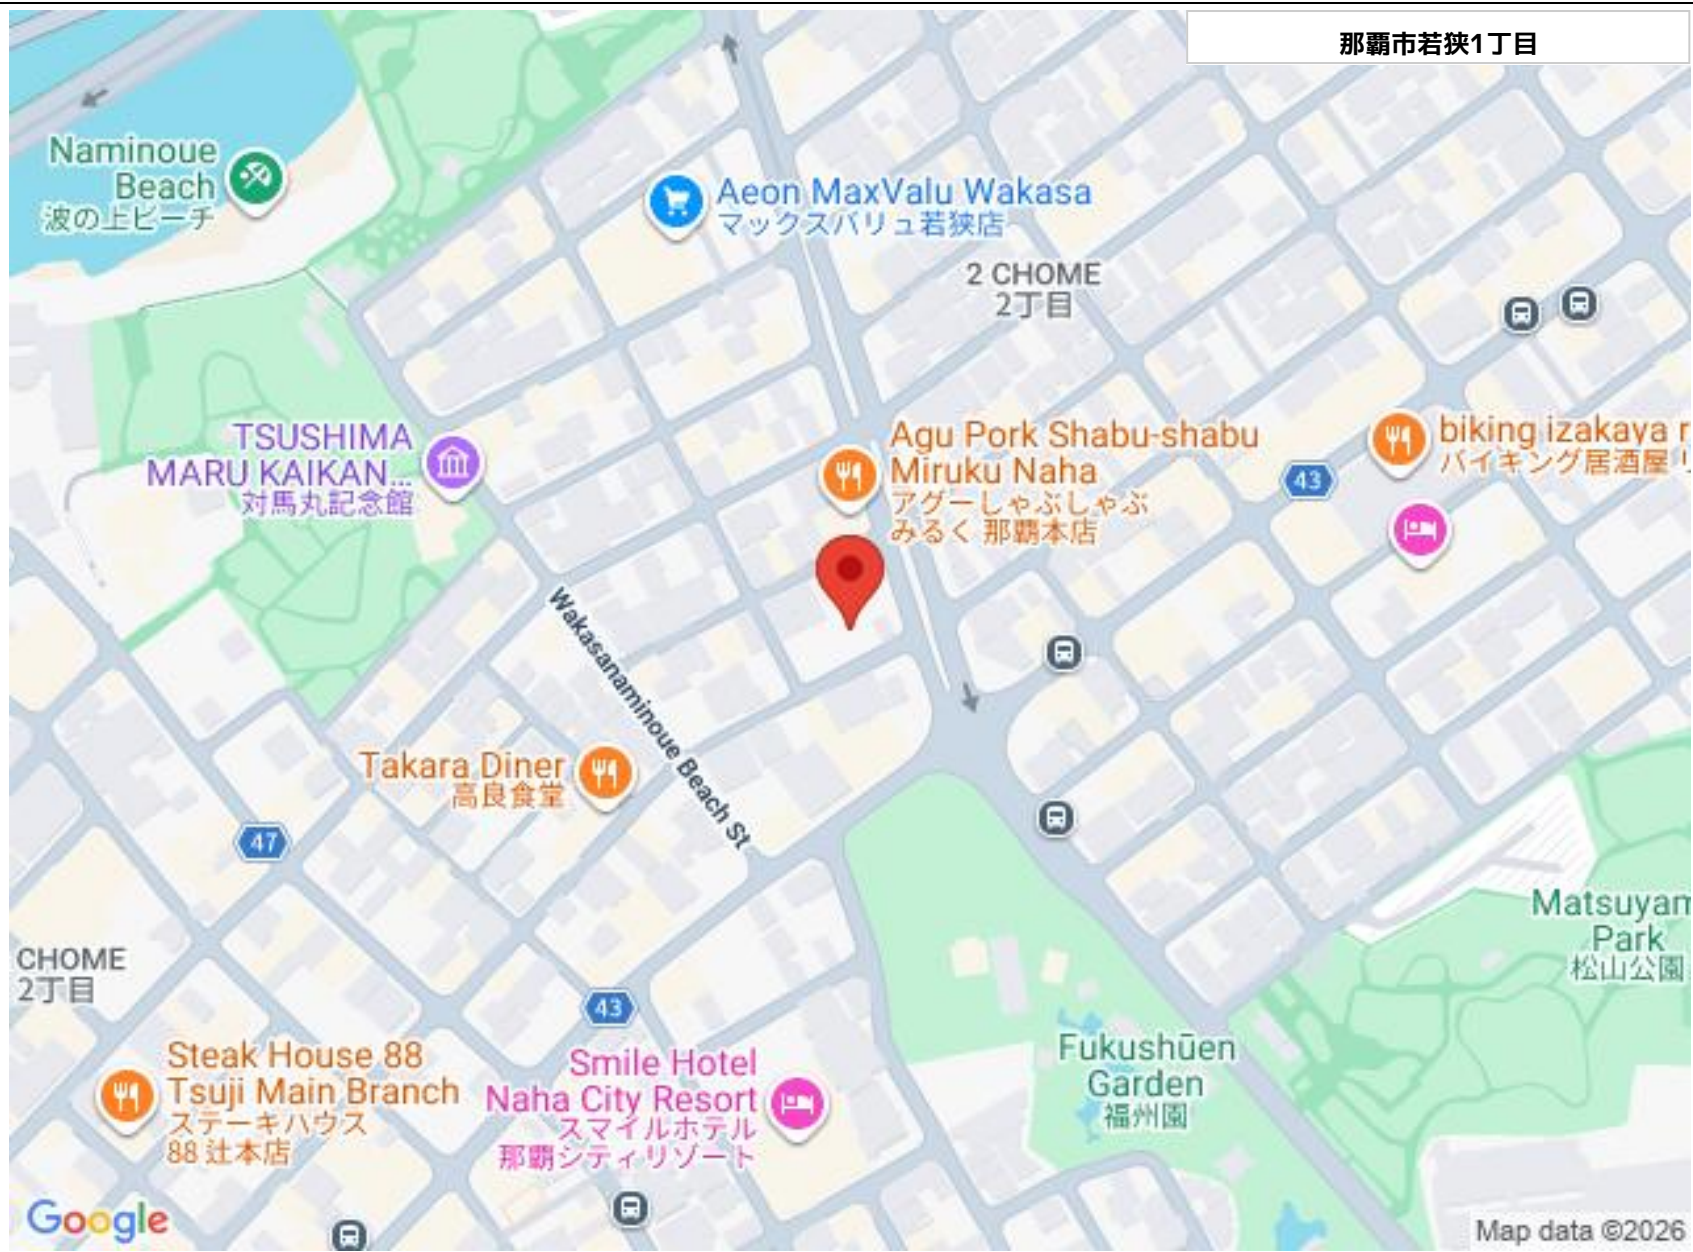 那覇市若狭1丁目
Naminoue
Beach
波の上ビーチ
Aeon MaxValu Wakasa
マックスバリュ若狭店
2 CHOME
2丁目
TSUSHIMA
MARU KAIKAN...
対馬丸記念館
Agu Pork Shabu-shabu
Miruku Naha
アグーしゃぶしゃぶ
みるく 那覇本店
biking izakaya r
バイキング居酒屋 リ
43
Wakasanaminoue Beach St
Takara Diner
高良食堂
47
CHOME
2丁目
43
Matsuyam
Park
松山公園
Fukushūen
Garden
福州園
Steak House 88
Tsuji Main Branch
ステーキハウス
88 辻本店
Smile Hotel
Naha City Resort
スマイルホテル
那覇シティリゾート
Google
Map data ©2026